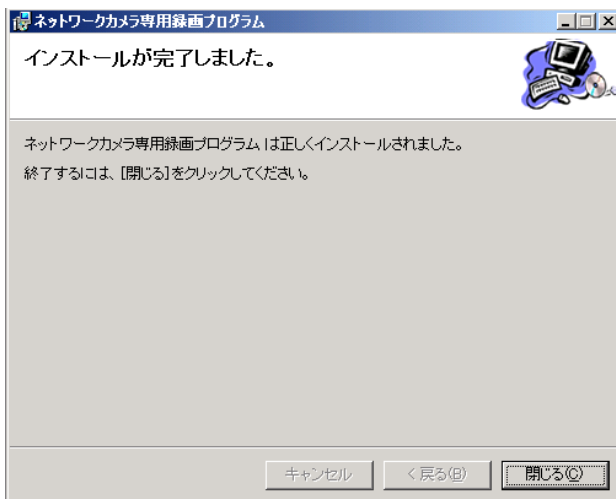 ネットワークカメラ専用録画プログラム
インストールが完了しました。
ネットワークカメラ専用録画プログラム は正しくインストールされました。
終了するには、[閉じる]をクリックしてください。
キャンセル
< 戻る(B)
閉じる(C)